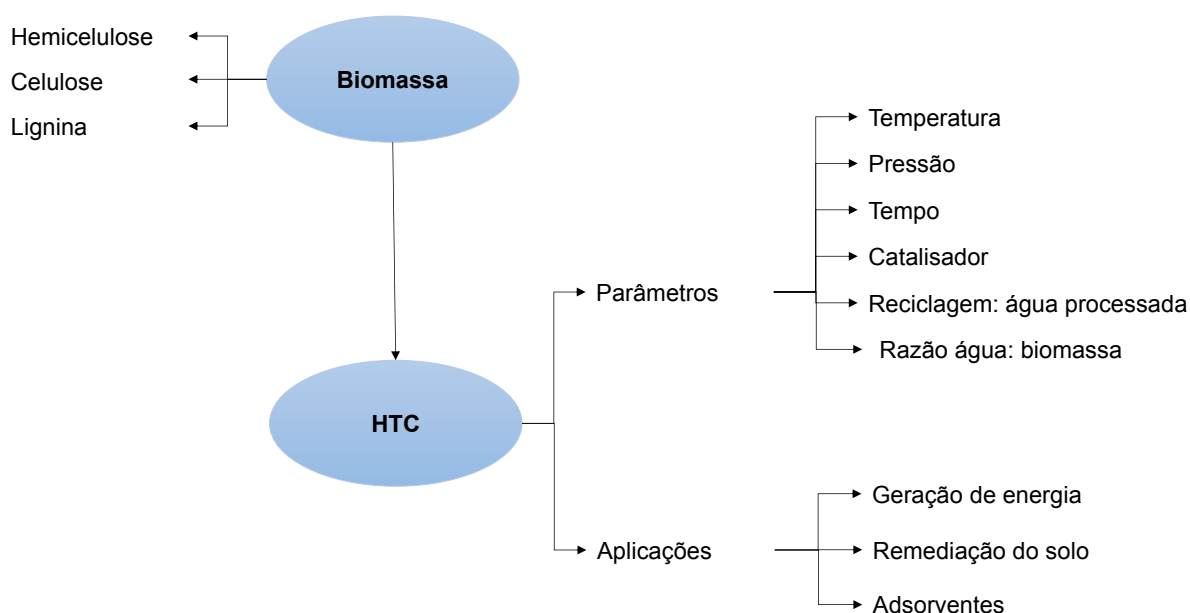 Hemicelulose
Celulose
Lignina
Biomassa
HTC
Parâmetros
Temperatura
Pressão
Tempo
Catalisador
Reciclagem: água processada
Razão água: biomassa
Aplicações
Geração de energia
Remediação do solo
Adsorventes